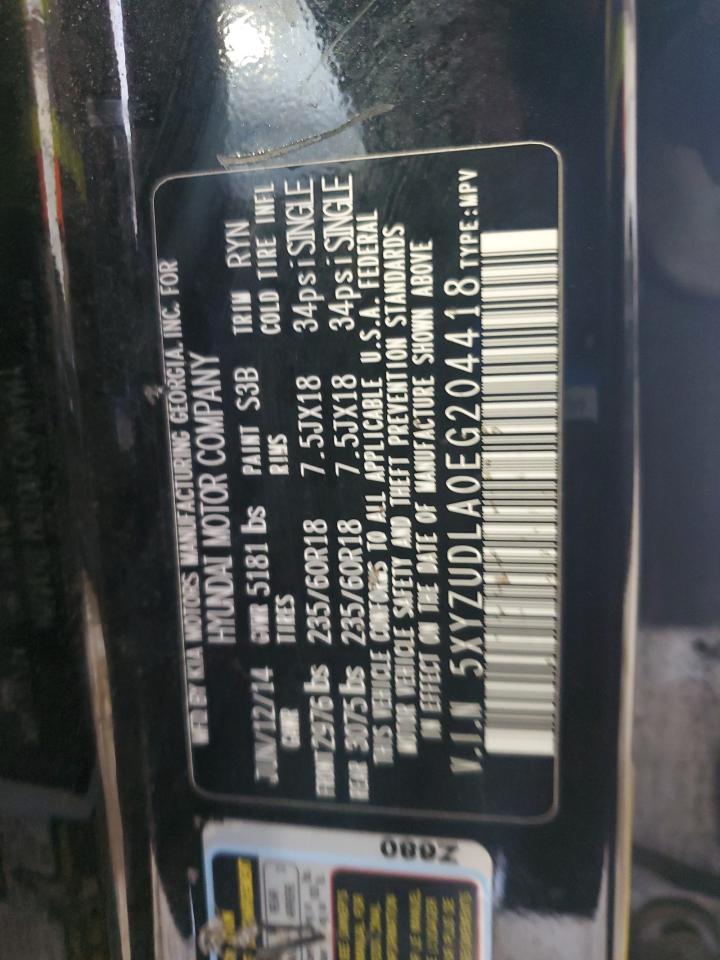 MFD BY KIA MOTORS MANUFACTURING GEORGIA, INC. FOR
HYUNDAI MOTOR COMPANY
JUN/12/14 GVWR 5181 lbs PAINT S3B TRIM RYN
GAWR TIRES RIMS COLD TIRE INFL
FRONT 2976 lbs 235/60R18 7.5JX18 34psi SINGLE
REAR 3075 lbs 235/60R18 7.5JX18 34psi SINGLE
THIS VEHICLE CONFORMS TO ALL APPLICABLE U.S.A. FEDERAL
MOTOR VEHICLE SAFETY AND THEFT PREVENTION STANDARDS
IN EFFECT ON THE DATE OF MANUFACTURE SHOWN ABOVE
V.I.N 5XYZUDLA0EG204418 TYPE:MPV